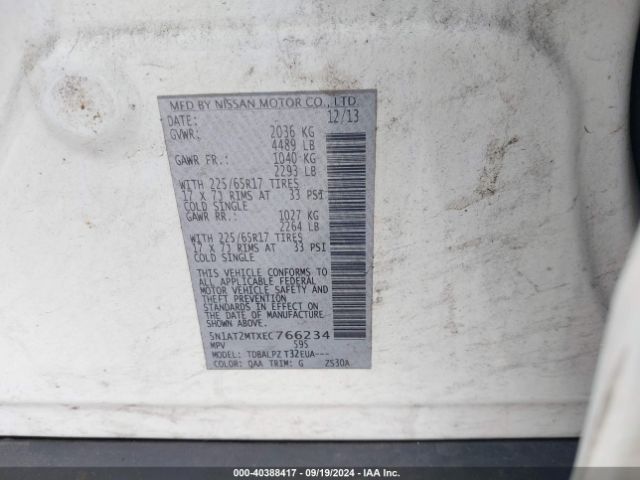 MFD BY NISSAN MOTOR CO., LTD.
DATE: 12/13
GVWR: 2036 KG
4489 LB
GAWR FR.: 1040 KG
2293 LB
WITH 225/65R17 TIRES
17 X 7J RIMS AT 33 PSI
COLD SINGLE
GAWR RR.: 1027 KG
2264 LB
WITH 225/65R17 TIRES
17 X 7J RIMS AT 33 PSI
COLD SINGLE
THIS VEHICLE CONFORMS TO
ALL APPLICABLE FEDERAL
MOTOR VEHICLE SAFETY AND
THEFT PREVENTION
STANDARDS IN EFFECT ON
THE DATE OF MANUFACTURE
SHOWN ABOVE.
5N1AT2MTXEC766234
MPV 595
MODEL: TDBALPZ T32EUA---
COLOR: QAA TRIM: G 2S30A
000-40388417 - 09/19/2024 - IAA Inc.